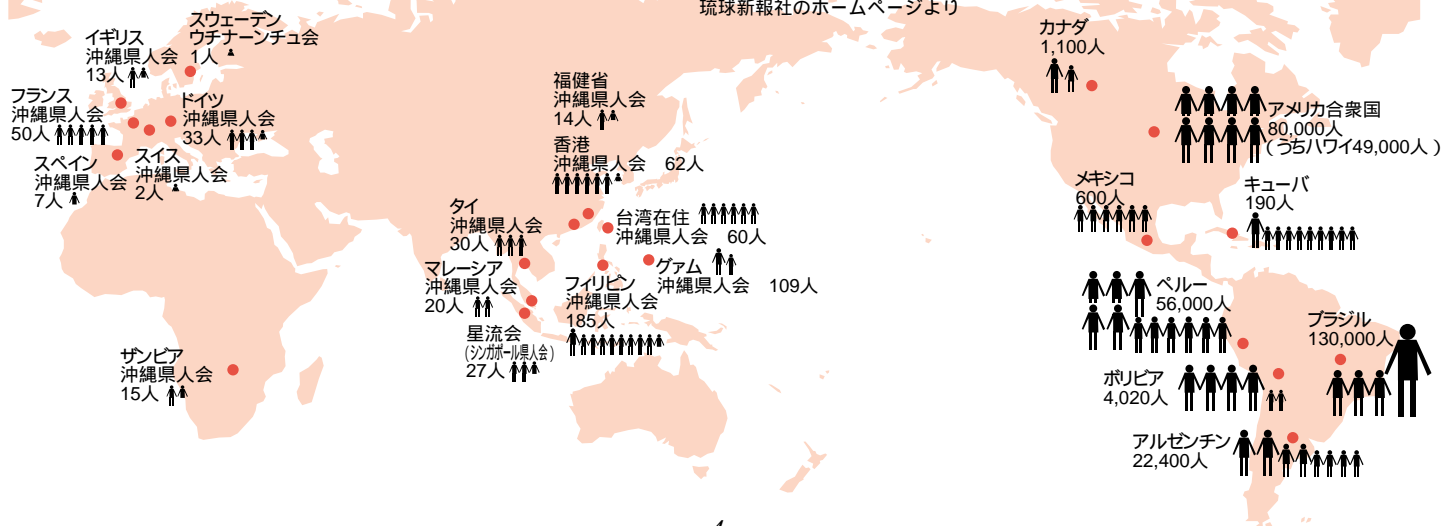 琉球新報社のホームページより
スウェーデン
ウチナーンチュ会
1人
イギリス
沖縄県人会
13人
フランス
沖縄県人会
50人
ドイツ
沖縄県人会
33人
スペイン
沖縄県人会
7人
スイス
沖縄県人会
2人
ザンビア
沖縄県人会
15人
福健省
沖縄県人会
14人
香港
沖縄県人会 62人
タイ
沖縄県人会
30人
台湾在住
沖縄県人会 60人
マレーシア
沖縄県人会
20人
フィリピン
沖縄県人会
185人
グァム
沖縄県人会 109人
星流会
(シンガポール県人会)
27人
カナダ
1,100人
アメリカ合衆国
80,000人
(うちハワイ49,000人)
メキシコ
600人
キューバ
190人
ペルー
56,000人
ブラジル
130,000人
ボリビア
4,020人
アルゼンチン
22,400人